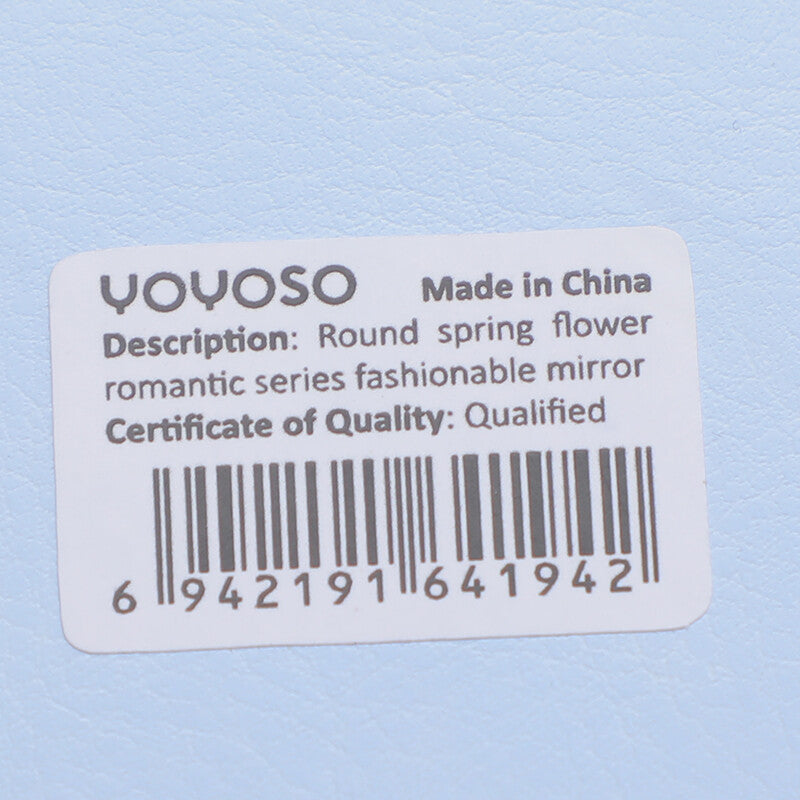 YOYOSO Made in China
Description: Round spring flower
romantic series fashionable mirror
Certificate of Quality: Qualified
6 942191 641942